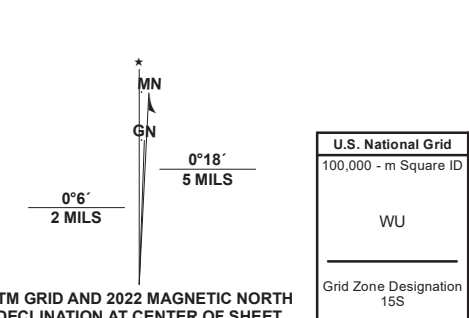 ★
MN
GN
0°18´
5 MILS
0°6´
2 MILS
TM GRID AND 2022 MAGNETIC NORTH
DECLINATION AT CENTER OF SHEET
U.S. National Grid
100,000 - m Square ID
WU
Grid Zone Designation
15S